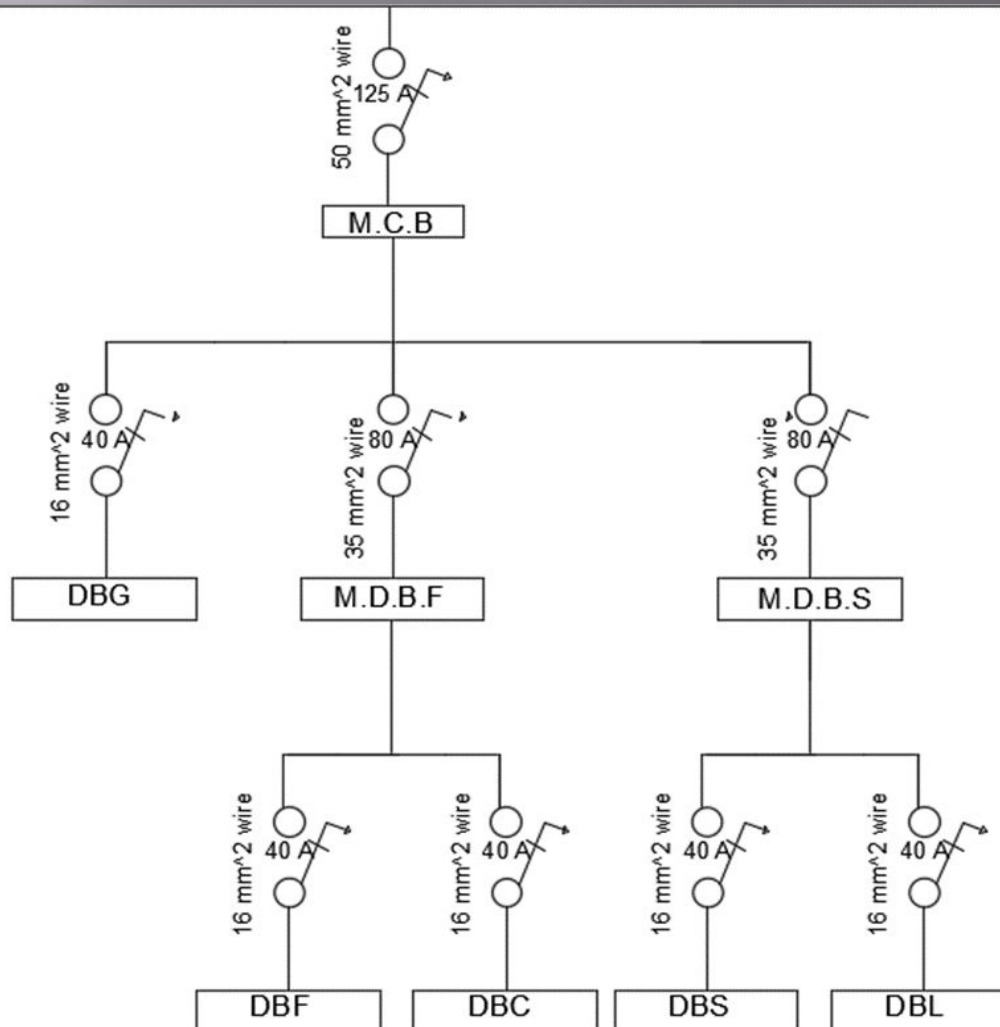 50 mm^2 wire
125 A
M.C.B
16 mm^2 wire
40 A
35 mm^2 wire
80 A
35 mm^2 wire
80 A
DBG
M.D.B.F
M.D.B.S
16 mm^2 wire
40 A
16 mm^2 wire
40 A
16 mm^2 wire
40 A
16 mm^2 wire
40 A
DBF
DBC
DBS
DBL